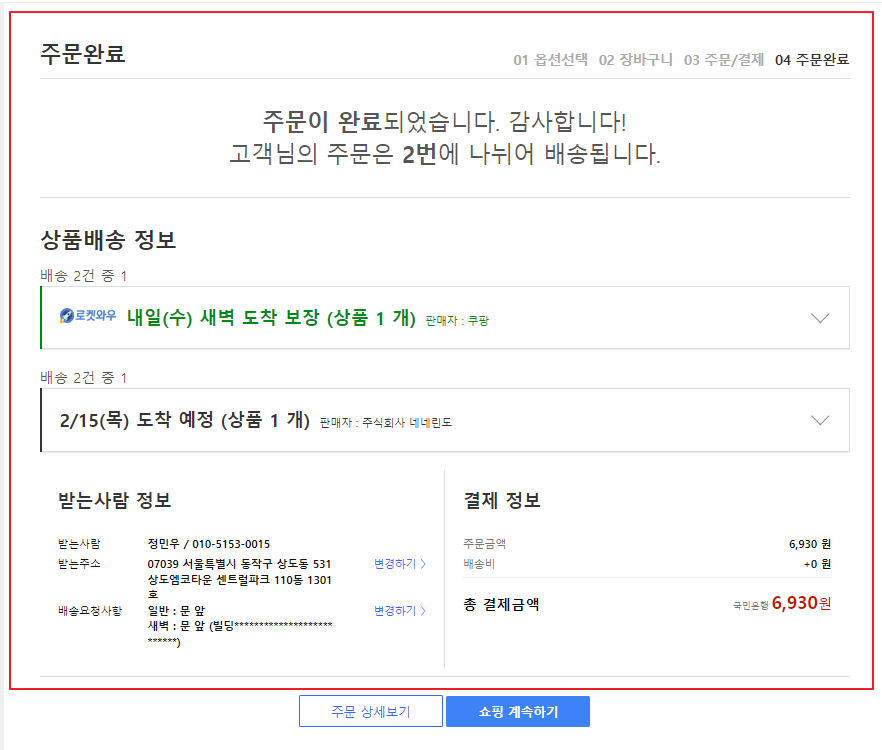 주문완료
01 옵션선택 02 장바구니 03 주문/결제 04 주문완료
주문이 완료되었습니다. 감사합니다!
고객님의 주문은 2번에 나뉘어 배송됩니다.
상품배송 정보
배송 2건 중 1
로켓와우 내일(수) 새벽 도착 보장 (상품 1 개) 판매자 : 쿠팡
배송 2건 중 1
2/15(목) 도착 예정 (상품 1 개) 판매자 : 주식회사 네네린도
받는사람 정보
받는사람 정민우 / 010-5153-0015
받는주소 07039 서울특별시 동작구 상도동 531 변경하기 〉
상도엠코타운 센트럴파크 110동 1301
호
배송요청사항 일반 : 문 앞 변경하기 〉
새벽 : 문 앞 (빌딩********************
******)
결제 정보
주문금액 6,930 원
배송비 +0 원
총 결제금액 국민은행 6,930원
주문 상세보기 쇼핑 계속하기